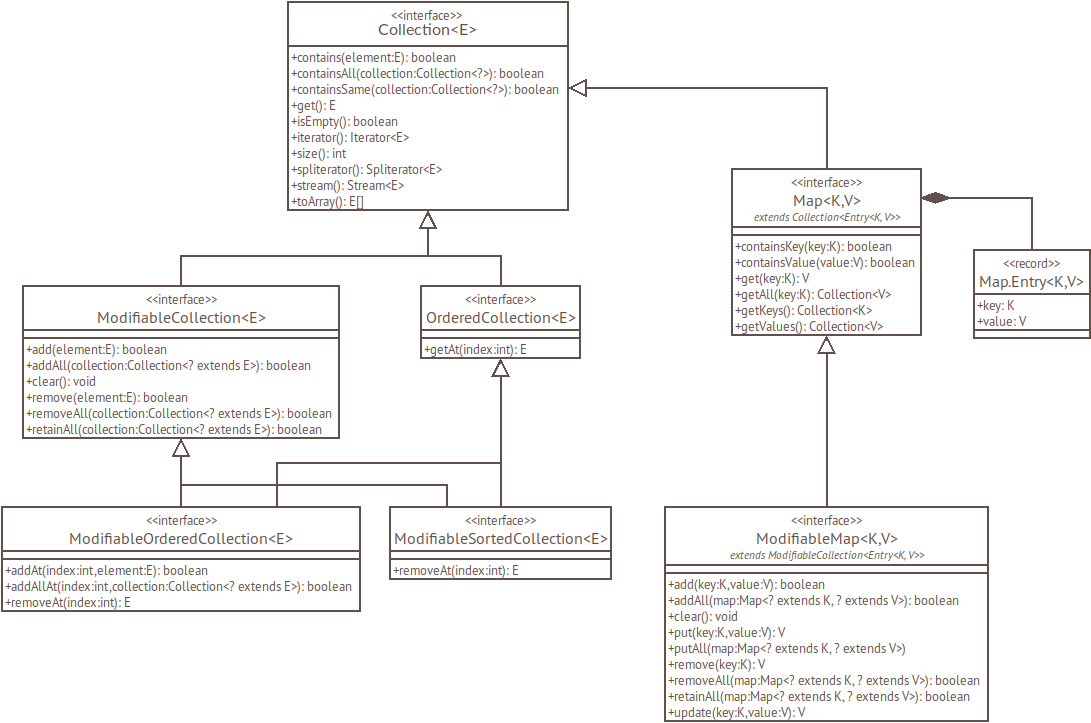 <<interface>>
Collection<E>
+contains(element:E): boolean
+containsAll(collection:Collection<?>): boolean
+containsSame(collection:Collection<?>): boolean
+get(): E
+isEmpty(): boolean
+iterator(): Iterator<E>
+size(): int
+spliterator(): Spliterator<E>
+stream(): Stream<E>
+toArray(): E[]
<<interface>>
Map<K,V>
extends Collection<Entry<K,V>>
+containsKey(key:K): boolean
+containsValue(value:V): boolean
+get(key:K): V
+getAll(key:K): Collection<V>
+getKeys(): Collection<K>
+getValues(): Collection<V>
<<record>>
Map.Entry<K,V>
+key: K
+value: V
<<interface>>
ModifiableCollection<E>
+add(element:E): boolean
+addAll(collection:Collection<? extends E>): boolean
+clear(): void
+remove(element:E): boolean
+removeAll(collection:Collection<? extends E>): boolean
+retainAll(collection:Collection<? extends E>): boolean
<<interface>>
OrderedCollection<E>
+getAt(index:int): E
<<interface>>
ModifiableOrderedCollection<E>
+addAt(index:int,element:E): boolean
+addAllAt(index:int,collection:Collection<? extends E>): boolean
+removeAt(index:int): E
<<interface>>
ModifiableSortedCollection<E>
+removeAt(index:int): E
<<interface>>
ModifiableMap<K,V>
extends ModifiableCollection<Entry<K,V>>
+add(key:K,value:V): boolean
+addAll(map:Map<? extends K, ? extends V>): boolean
+clear(): void
+put(key:K,value:V): V
+putAll(map:Map<? extends K, ? extends V>)
+remove(key:K): V
+removeAll(map:Map<? extends K, ? extends V>): boolean
+retainAll(map:Map<? extends K, ? extends V>): boolean
+update(key:K,value:V): V